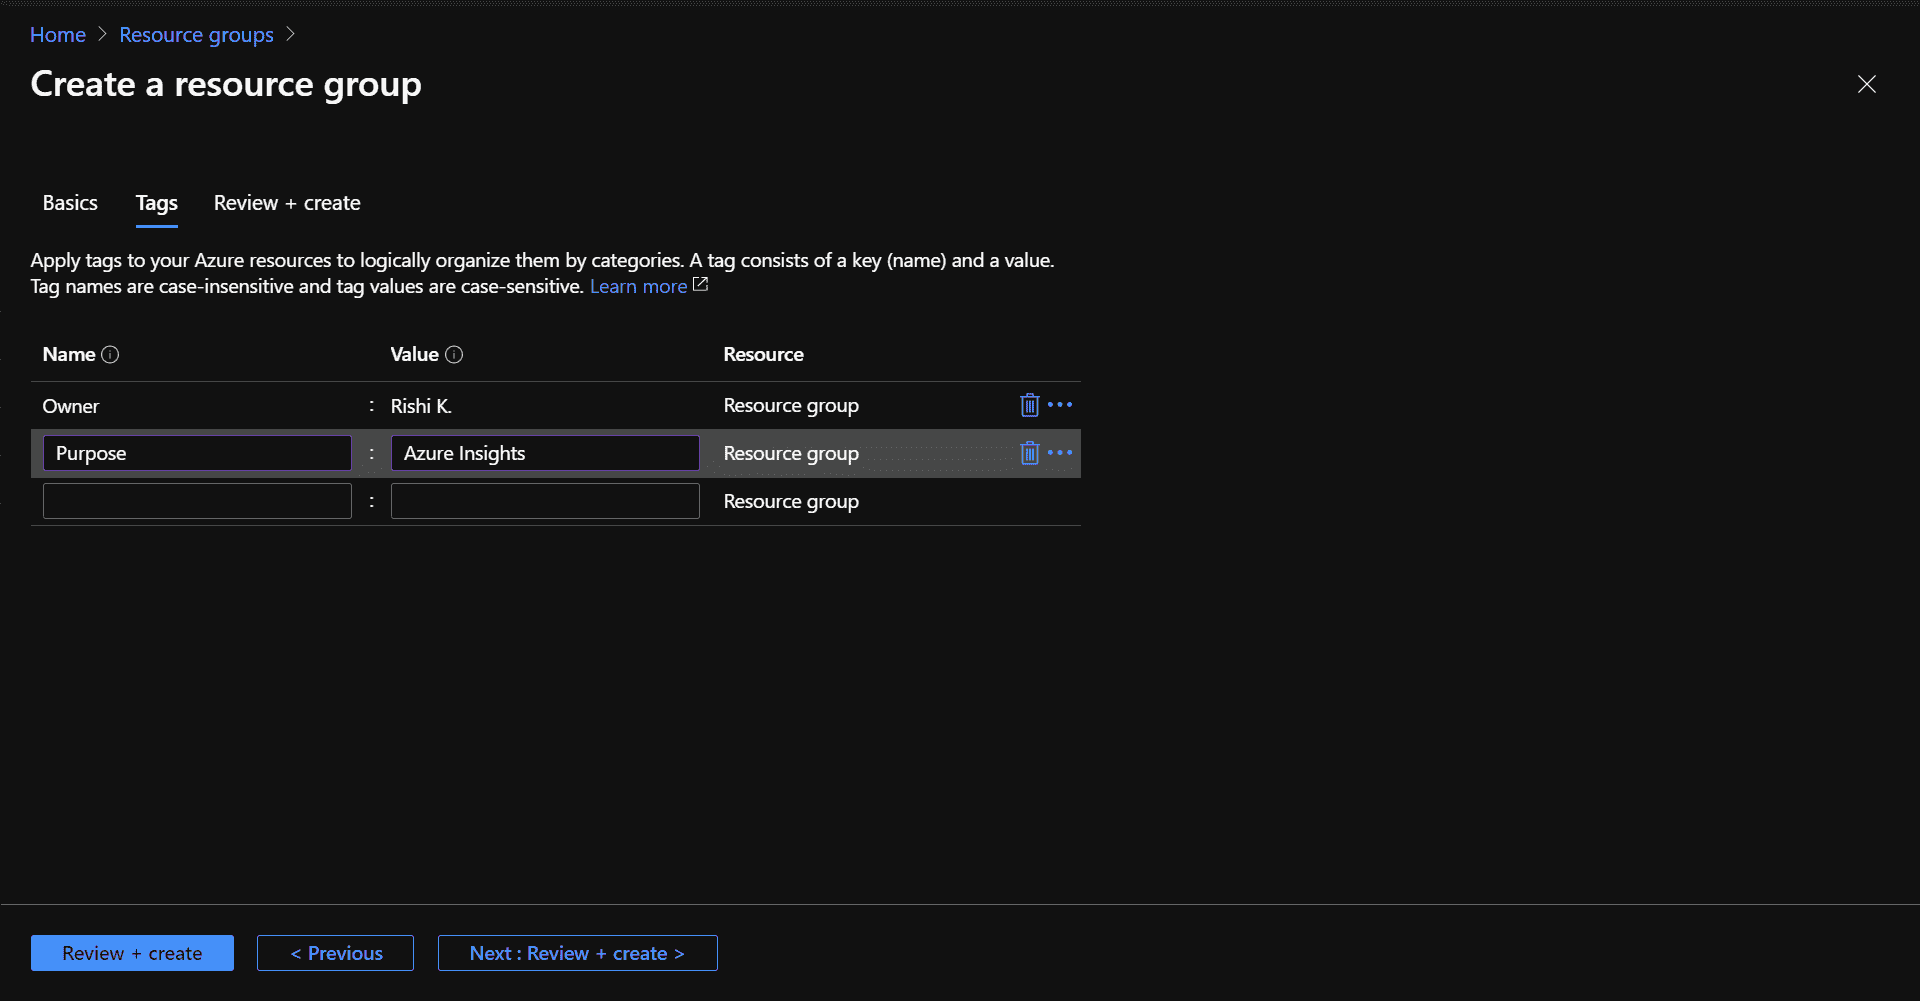 Home > Resource groups >
Create a resource group
Basics Tags Review + create
Apply tags to your Azure resources to logically organize them by categories. A tag consists of a key (name) and a value.
Tag names are case-insensitive and tag values are case-sensitive. Learn more
Name Value Resource
Owner : Rishi K. Resource group
Purpose : Azure Insights Resource group
: Resource group
Review + create < Previous Next : Review + create >